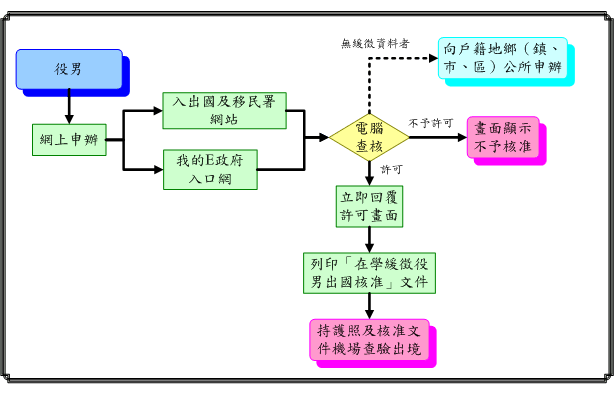 役男
網上申辦
入出國及移民署
網站
我的E政府
入口網
電腦
查核
無緩徵資料者
向戶籍地鄉（鎮、
市、區）公所申辦
不予許可
畫面顯示
不予核准
許可
立即回覆
許可畫面
列印「在學緩徵役
男出國核准」文件
持護照及核准文
件機場查驗出境